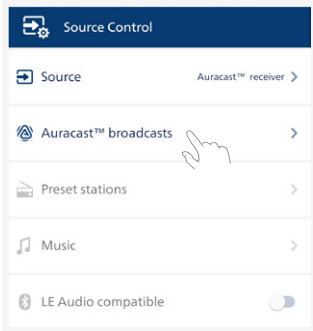 Source Control
Source Auracast™ receiver
Auracast™ broadcasts
Preset stations
Music
LE Audio compatible